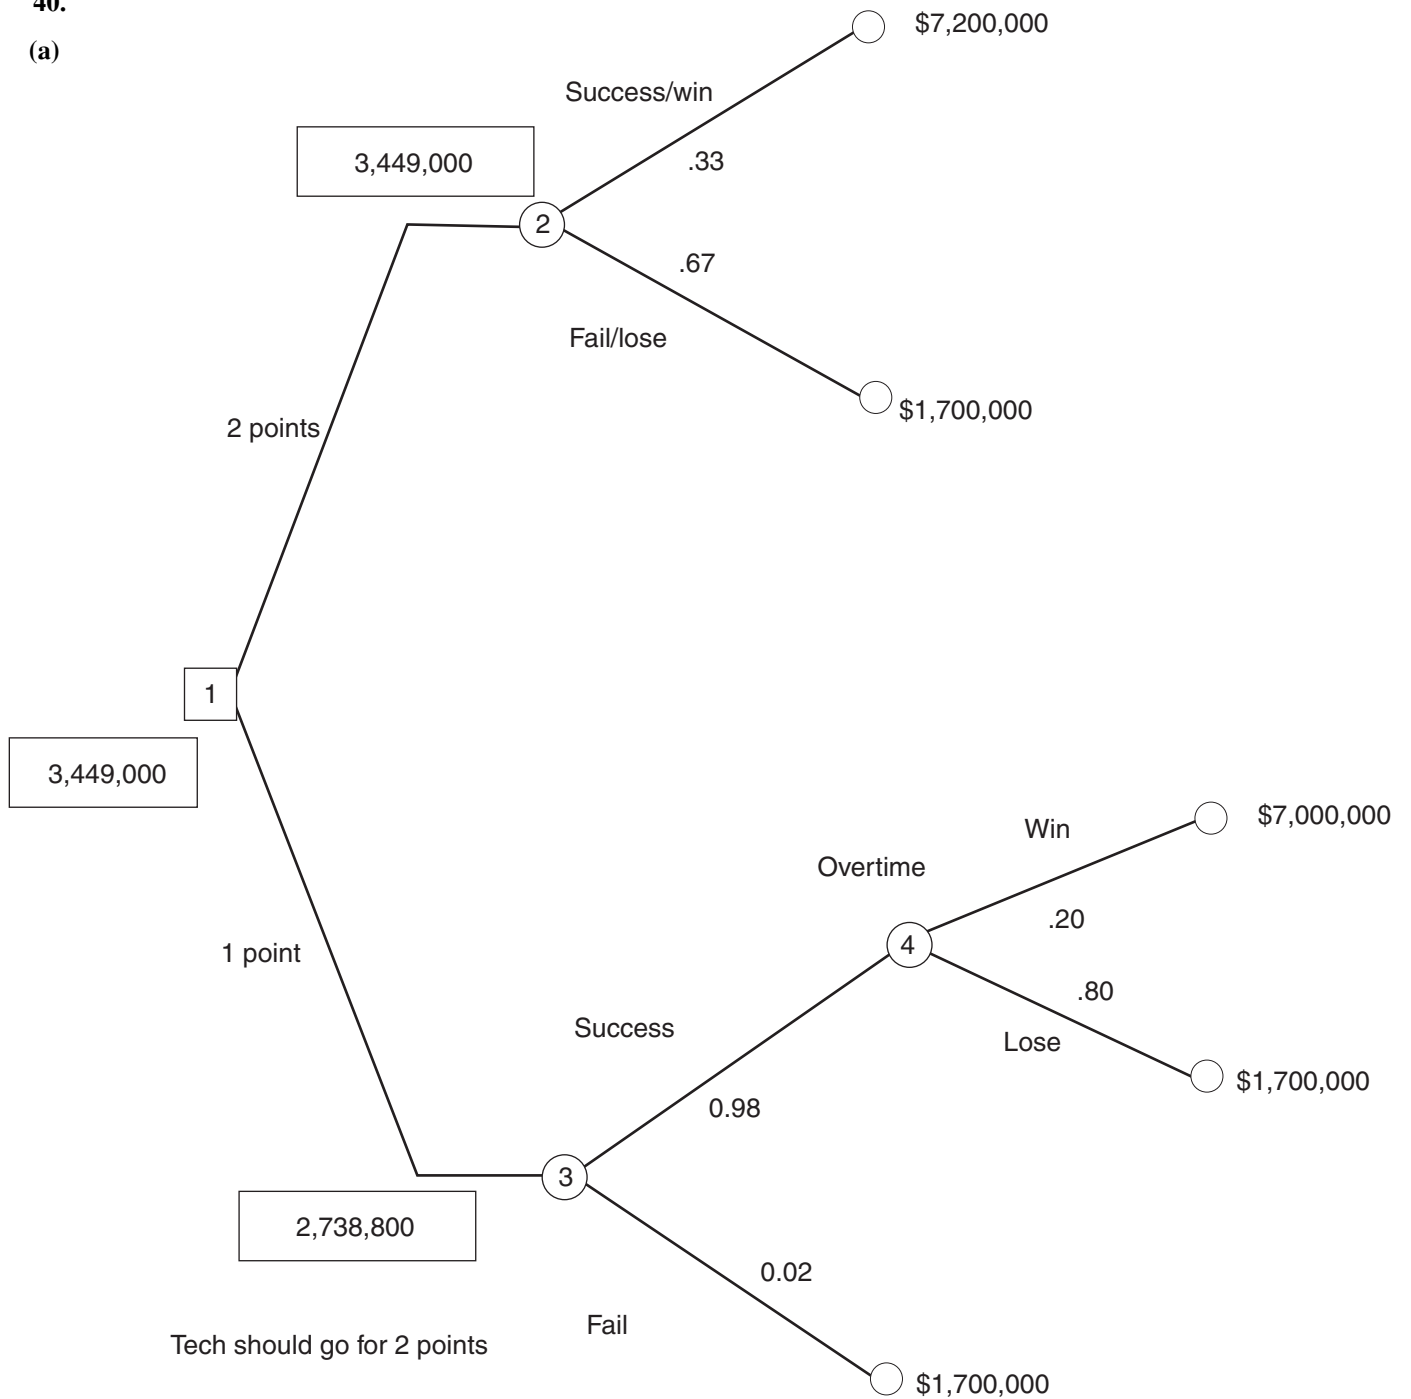 40.
(a)
$7,200,000
Success/win
3,449,000
.33
2
.67
Fail/lose
$1,700,000
2 points
1
3,449,000
$7,000,000
Win
Overtime
.20
4
1 point
.80
Success
Lose
$1,700,000
0.98
3
2,738,800
0.02
Fail
Tech should go for 2 points
$1,700,000